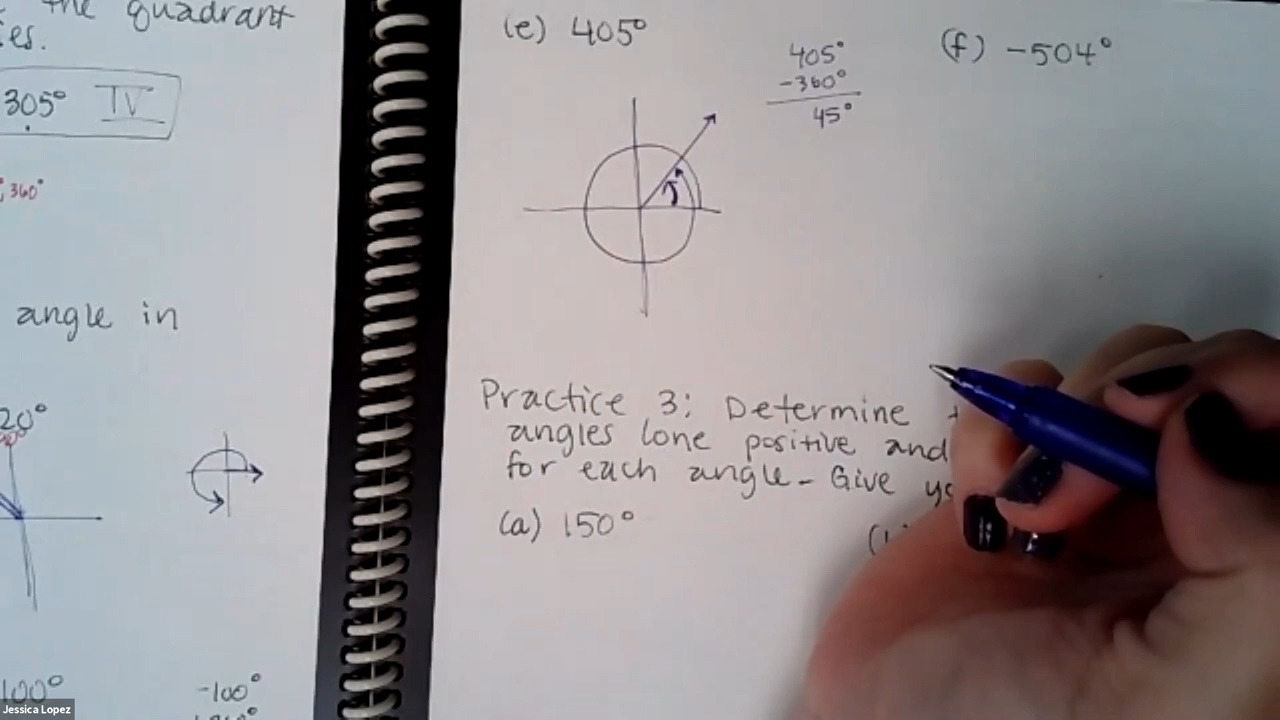 the quadrant
es.
305° IV
360°
angle in
20°
100°
-100°
(e) 405°
405°
-360°
45°
(f) -504°
Practice 3: Determine
angles (one positive and
for each angle. Give
(a) 150°
Jessica Lopez